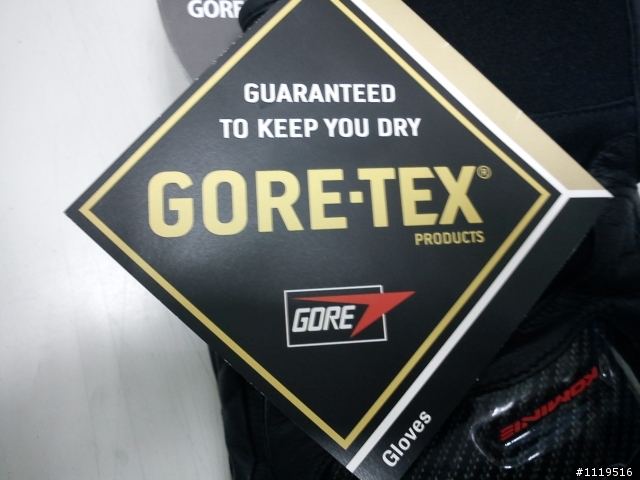 GORE
GUARANTEED
TO KEEP YOU DRY
GORE-TEX®
PRODUCTS
GORE
Gloves
KOMINE
#1119516